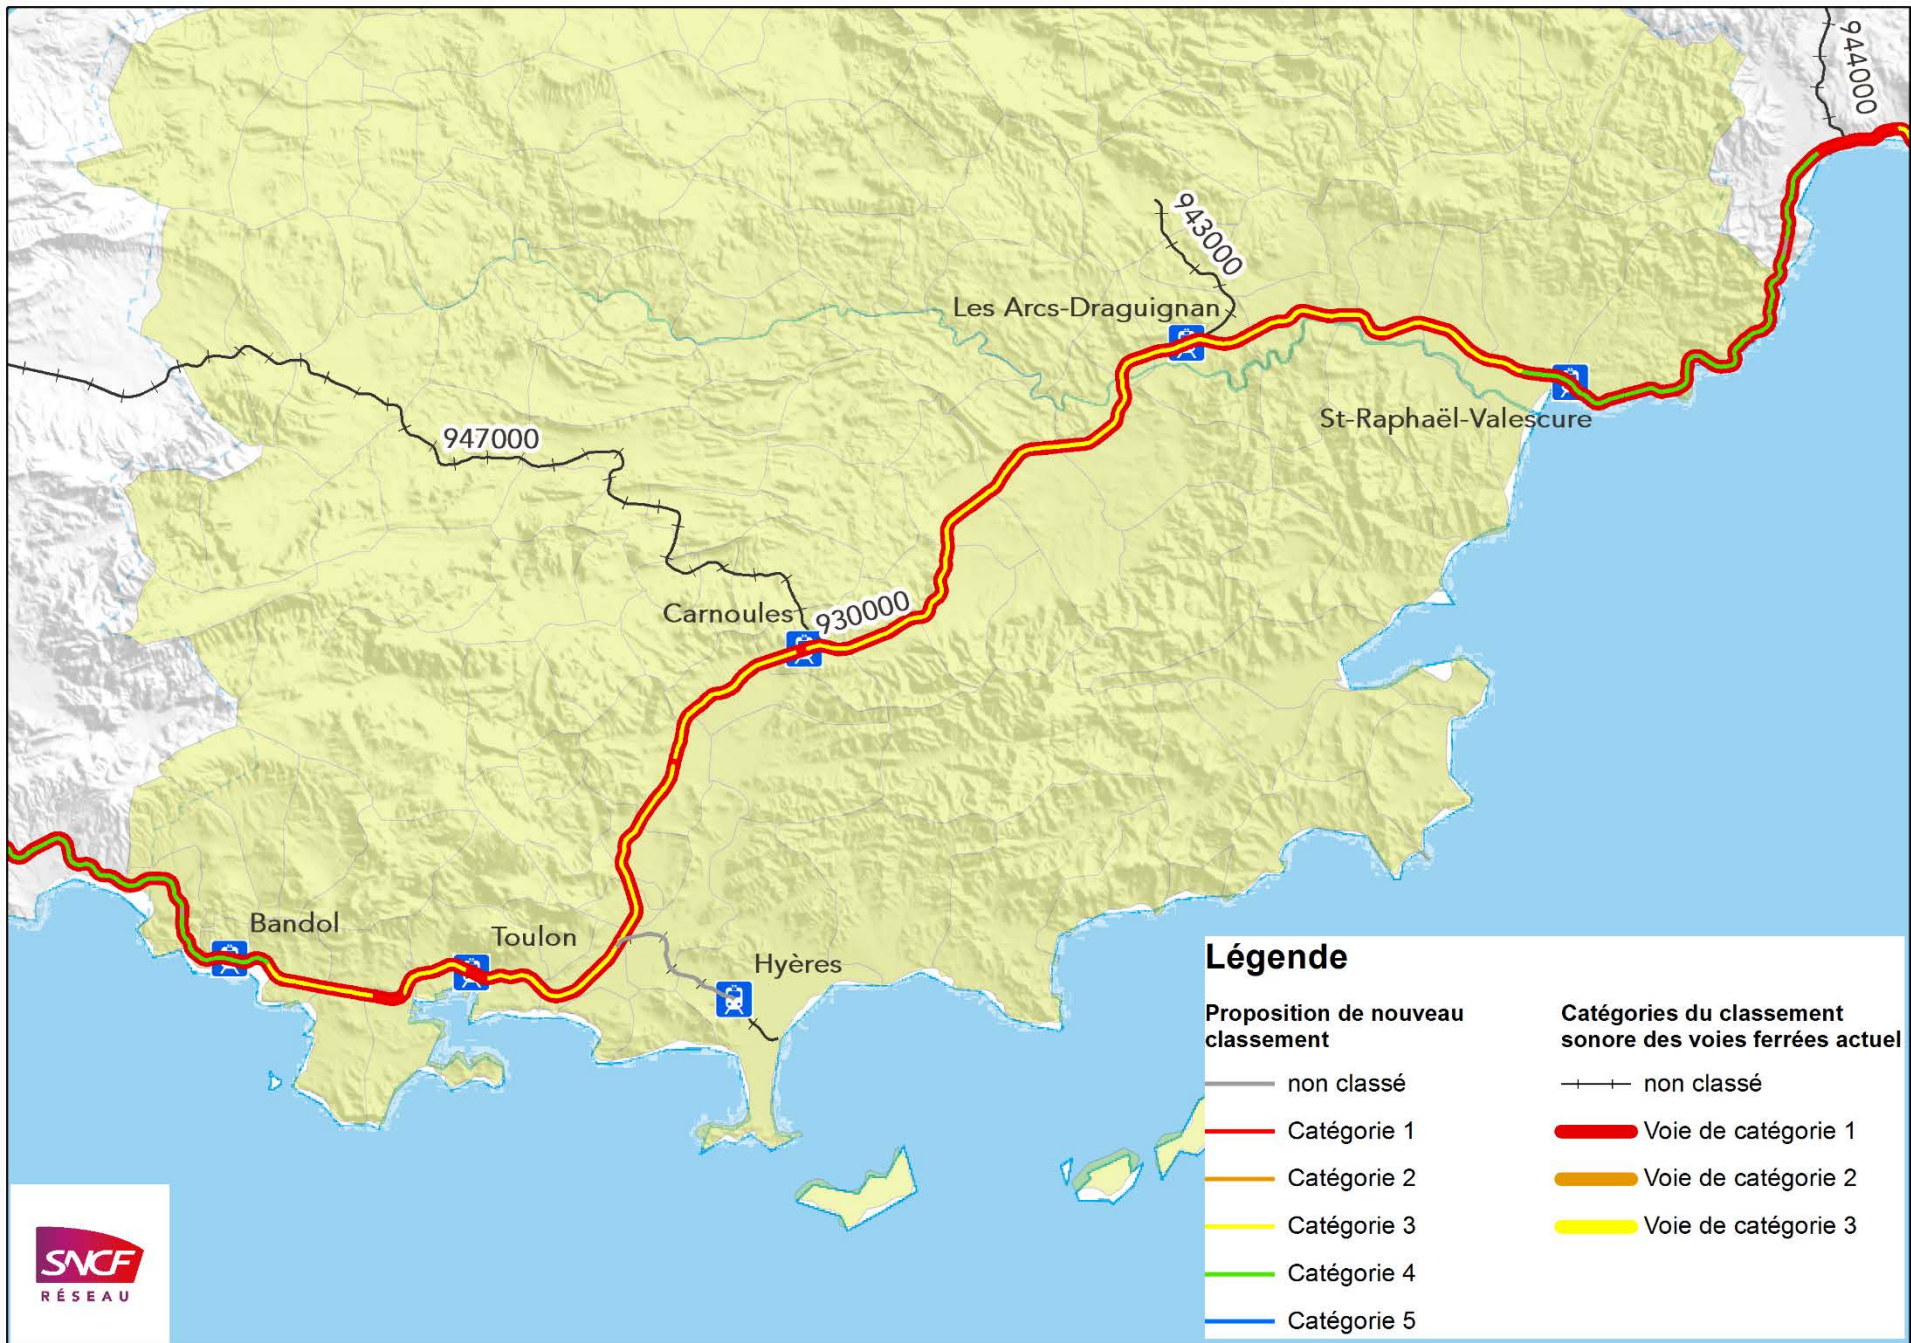 944000
943000
Les Arcs-Draguignan
St-Raphaël-Valescure
947000
Carnoules
930000
Bandol
Toulon
Hyères
Légende
Proposition de nouveau
classement
non classé
Catégorie 1
Catégorie 2
Catégorie 3
Catégorie 4
Catégorie 5
Catégories du classement
sonore des voies ferrées actuel
non classé
Voie de catégorie 1
Voie de catégorie 2
Voie de catégorie 3
SNCF
RÉSEAU